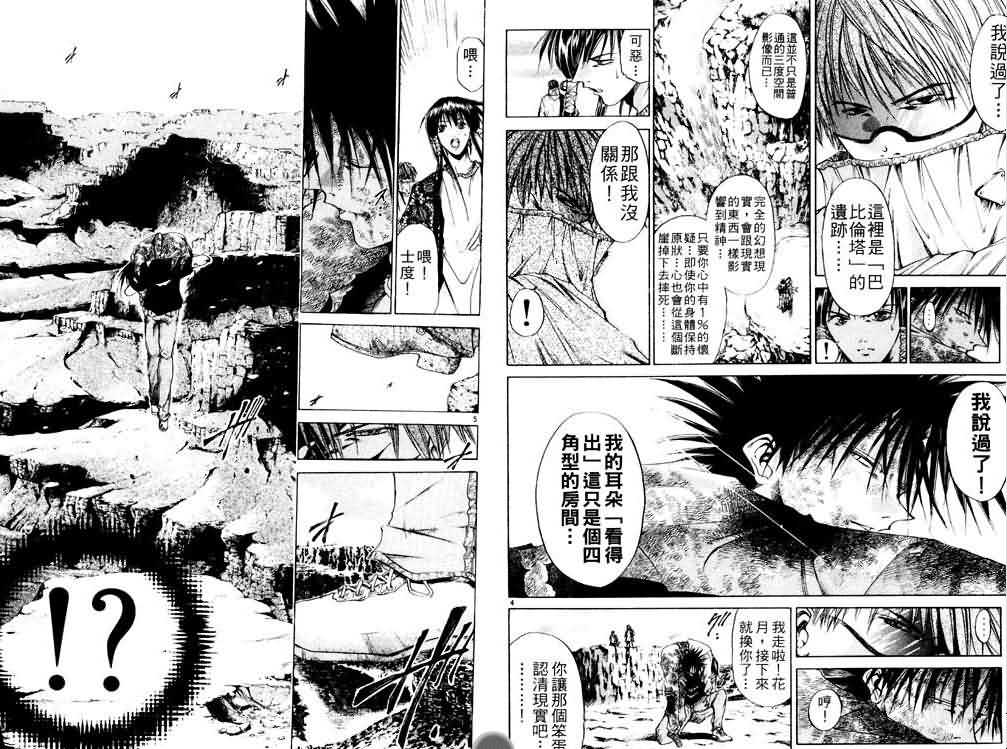 我說過了…
這裡是「巴
比倫塔」的
遺跡……
…
!
這並不只是普
通的三度空間
影像而已…
完全的幻想現
實,會跟現實
的東西一樣影
響到精神…
只要你心中有1%的懷
疑…即使你的身體保持
原狀…心也會從這個斷
崖掉下去摔死………
可惡…
那跟我沒
關係!
!
我說過了!
我的耳朵「看得
出」這只是個四
角型的房間…
4
…
哼!
我走啦!花
月,接下來
就換你了…
你讓那個笨蛋
認清現實吧…
………!
喂…
喂!
士度!
5
!?